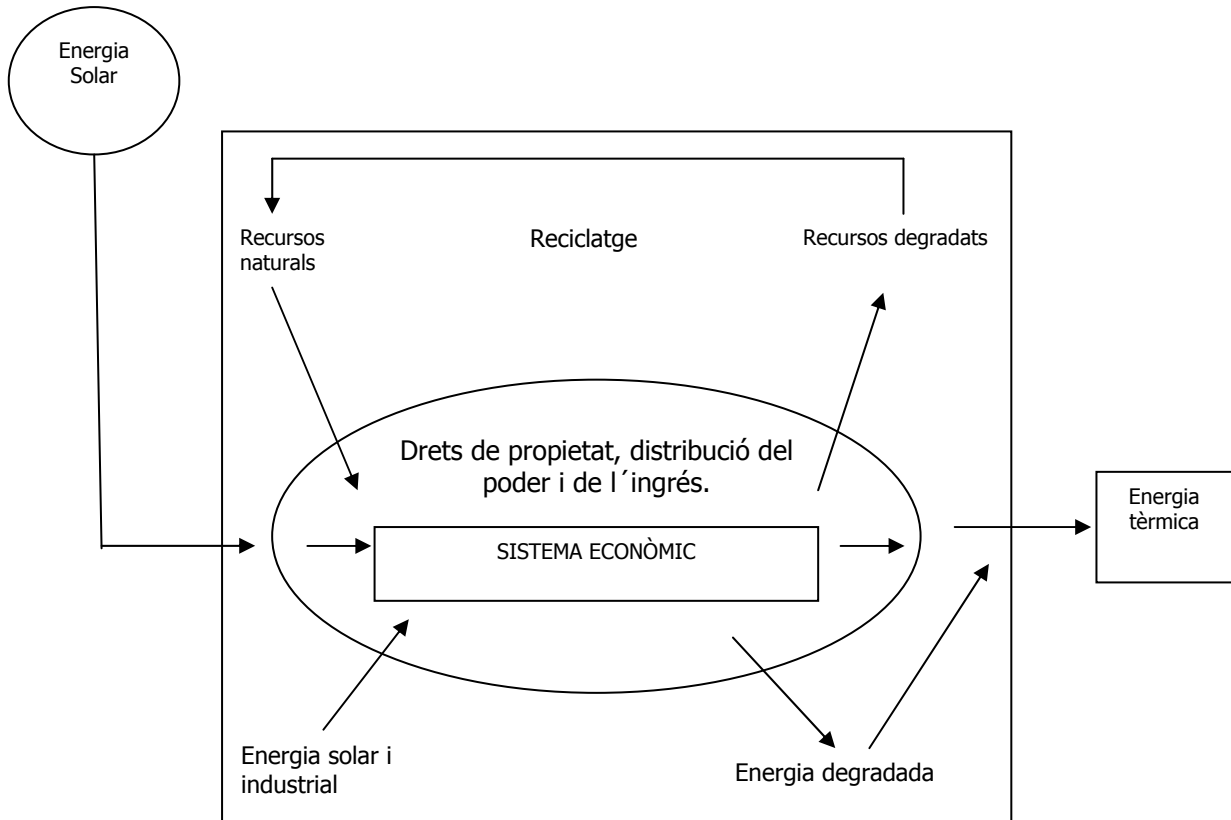 Energia
Solar
Recursos
naturals
Reciclatge
Recursos degradats
Drets de propietat, distribució del
poder i de l´ingrés.
SISTEMA ECONÒMIC
Energia
tèrmica
Energia solar i
industrial
Energia degradada